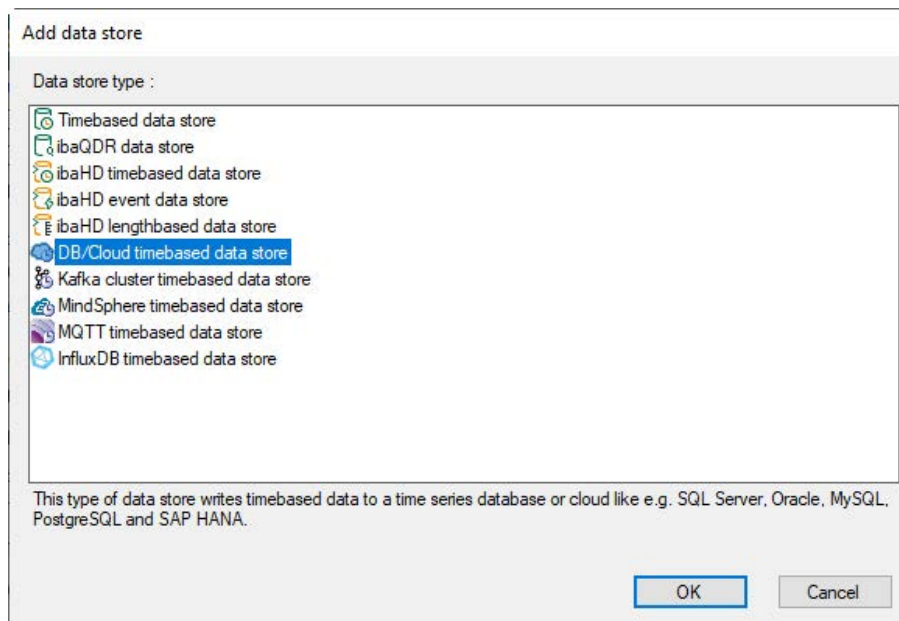 Add data store
Data store type :
Timebased data store
ibaQDR data store
ibaHD timebased data store
ibaHD event data store
ibaHD lengthbased data store
DB/Cloud timebased data store
Kafka cluster timebased data store
MindSphere timebased data store
MQTT timebased data store
InfluxDB timebased data store
This type of data store writes timebased data to a time series database or cloud like e.g. SQL Server, Oracle, MySQL,
PostgreSQL and SAP HANA.
OK
Cancel